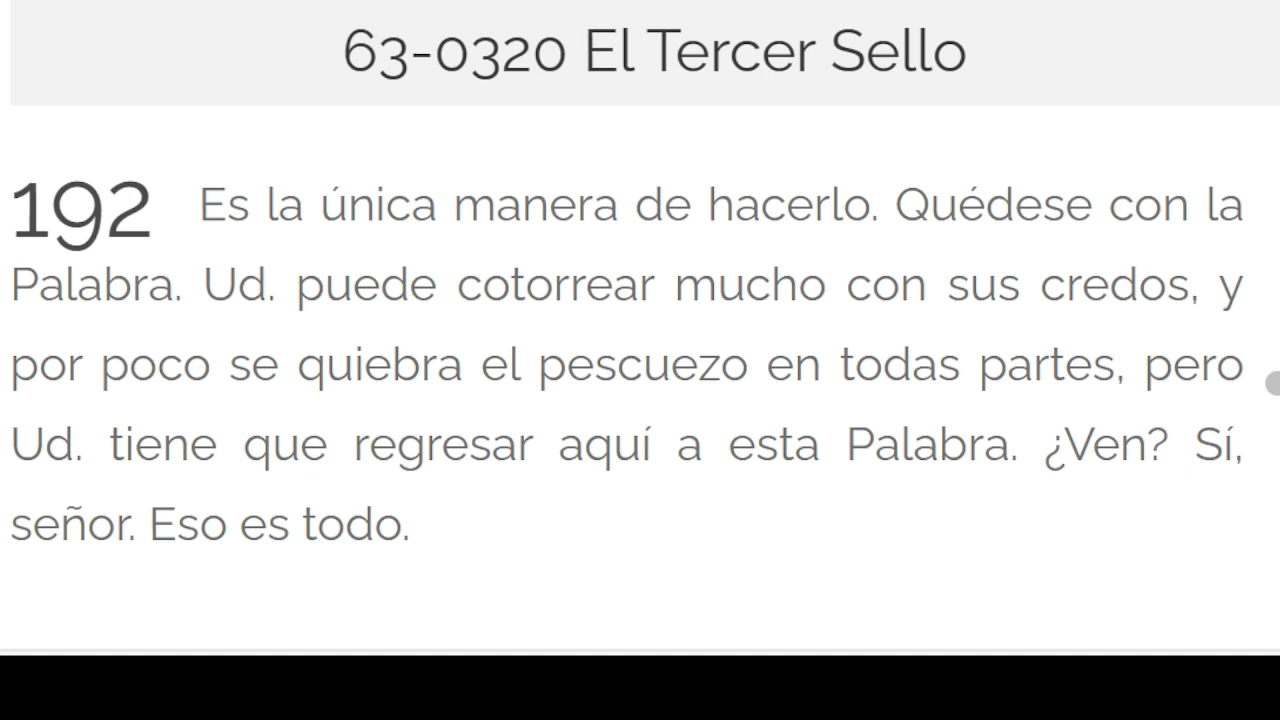 63-0320 El Tercer Sello
192 Es la única manera de hacerlo. Quédese con la
Palabra. Ud. puede cotorrear mucho con sus credos, y
por poco se quiebra el pescuezo en todas partes, pero
Ud. tiene que regresar aquí a esta Palabra. ¿Ven? Sí,
señor. Eso es todo.